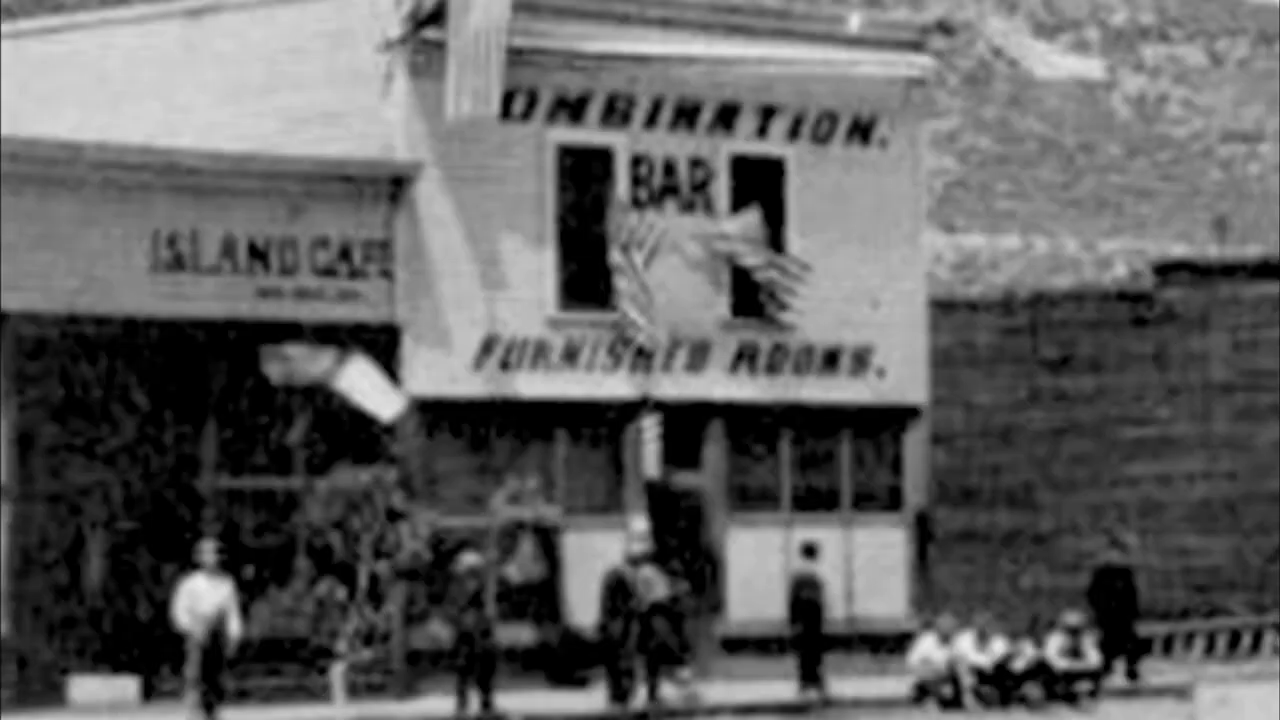 OMBINATION.
BAR
ISLAND CAFE
FURNISHED ROOMS.